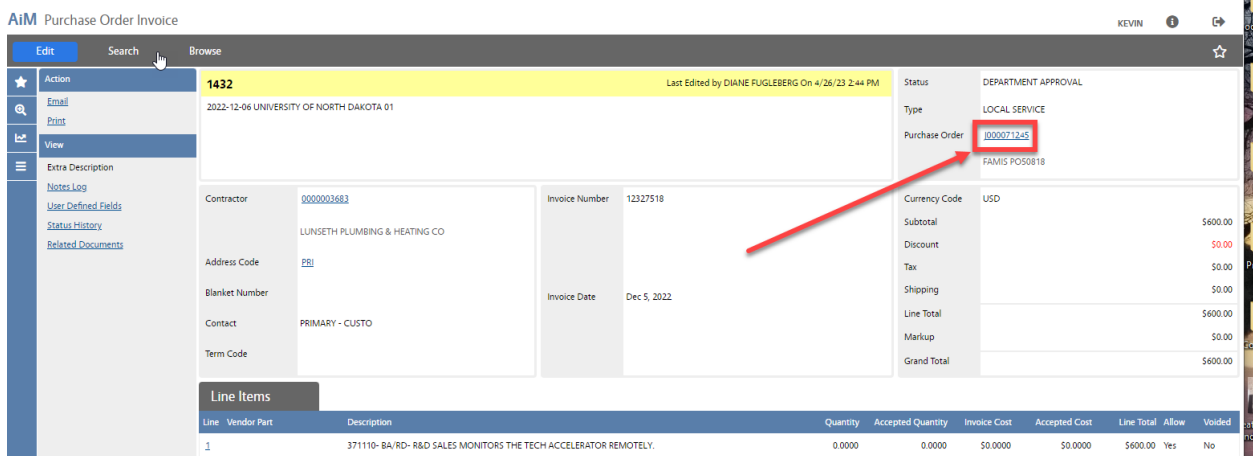 AiM Purchase Order Invoice
KEVIN
Edit Search Browse
Action
Email
Print
View
Extra Description
Notes Log
User Defined Fields
Status History
Related Documents
1432 Last Edited by DIANE FUGLEBERG On 4/26/23 2:44 PM
2022-12-06 UNIVERSITY OF NORTH DAKOTA 01
Status DEPARTMENT APPROVAL
Type LOCAL SERVICE
Purchase Order J000071245
FAMIS PO50818
Contractor 0000003683
LUNSETH PLUMBING & HEATING CO
Address Code PRI
Blanket Number
Contact PRIMARY - CUSTO
Term Code
Invoice Number 12327518
Invoice Date Dec 5, 2022
Currency Code USD
Subtotal $600.00
Discount $0.00
Tax $0.00
Shipping $0.00
Line Total $600.00
Markup $0.00
Grand Total $600.00
Line Items
Line Vendor Part Description Quantity Accepted Quantity Invoice Cost Accepted Cost Line Total Allow Voided
1 371110- BA/RD- R&D SALES MONITORS THE TECH ACCELERATOR REMOTELY. 0.0000 0.0000 $0.0000 $0.0000 $600.00 Yes No